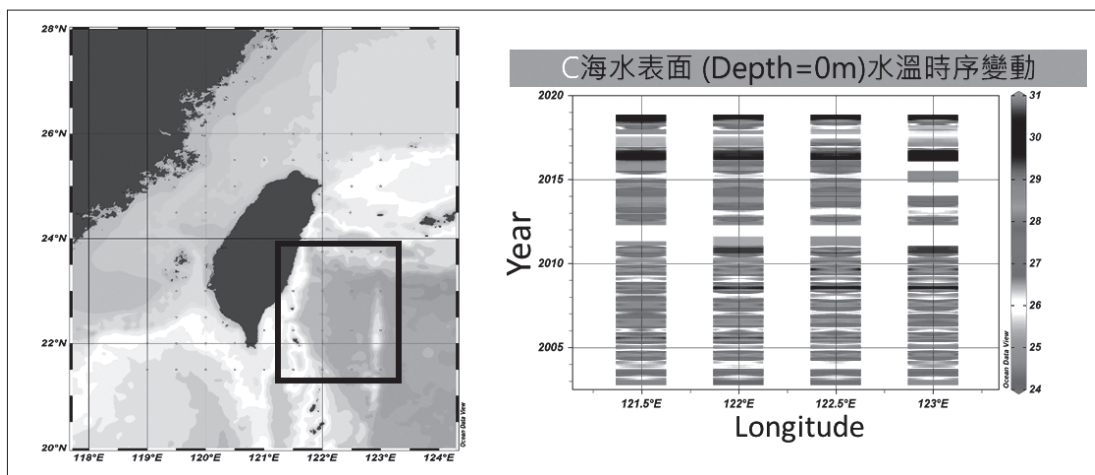 28°N
26°N
24°N
22°N
20°N
118°E
119°E
120°E
121°E
122°E
123°E
124°E
Ocean Data View
C海水表面 (Depth=0m)水溫時序變動
Year
2020
2015
2010
2005
121.5°E
122°E
122.5°E
123°E
Longitude
Ocean Data View
31
30
29
28
27
26
25
24